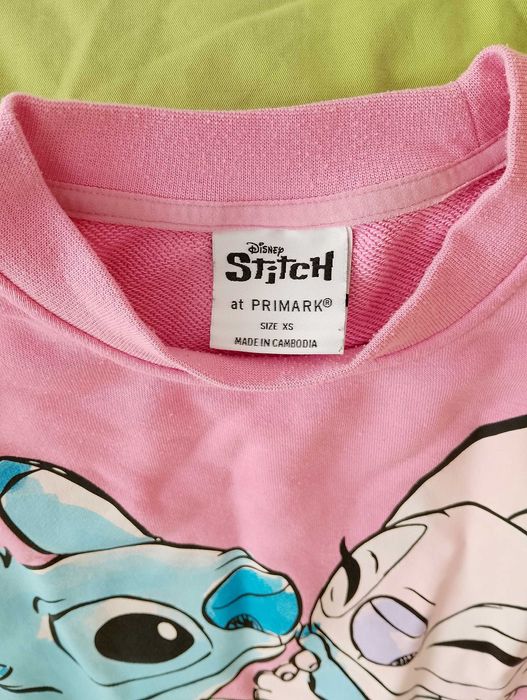 Disney
Stitch
at PRIMARK®
SIZE XS
MADE IN CAMBODIA